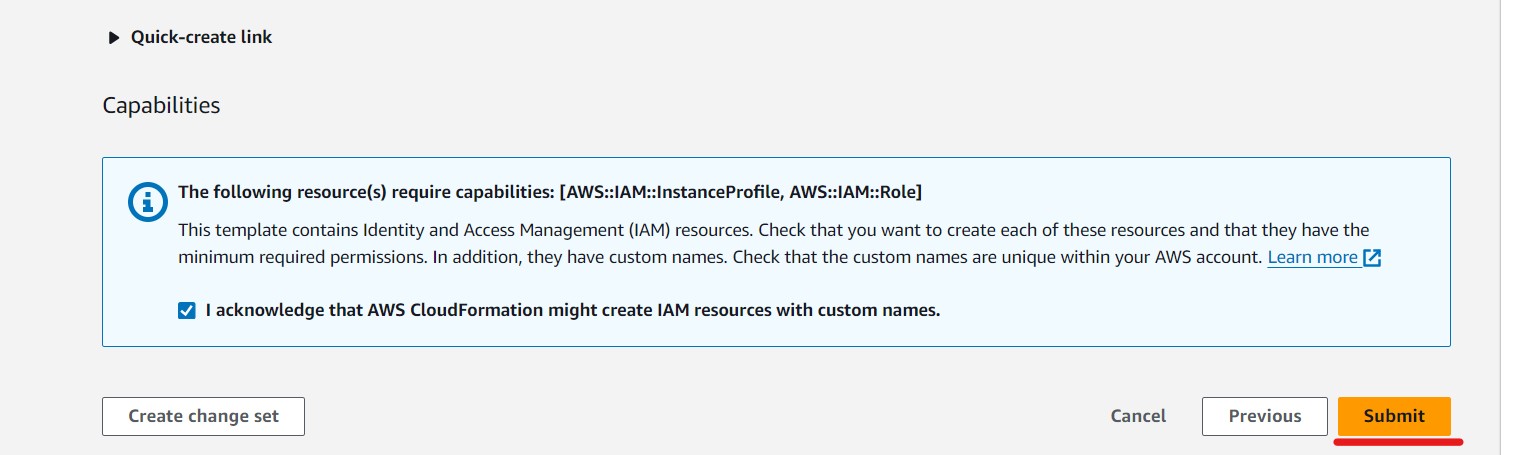 Quick-create link
Capabilities
The following resource(s) require capabilities: [AWS::IAM::InstanceProfile, AWS::IAM::Role]
This template contains Identity and Access Management (IAM) resources. Check that you want to create each of these resources and that they have the
minimum required permissions. In addition, they have custom names. Check that the custom names are unique within your AWS account. Learn more
I acknowledge that AWS CloudFormation might create IAM resources with custom names.
Create change set Cancel Previous Submit